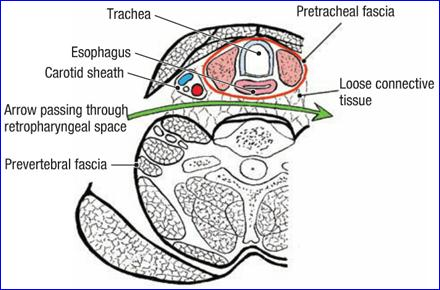 Trachea
Pretracheal fascia
Esophagus
Carotid sheath
Loose connective
tissue
Arrow passing through
retropharyngeal space
Prevertebral fascia